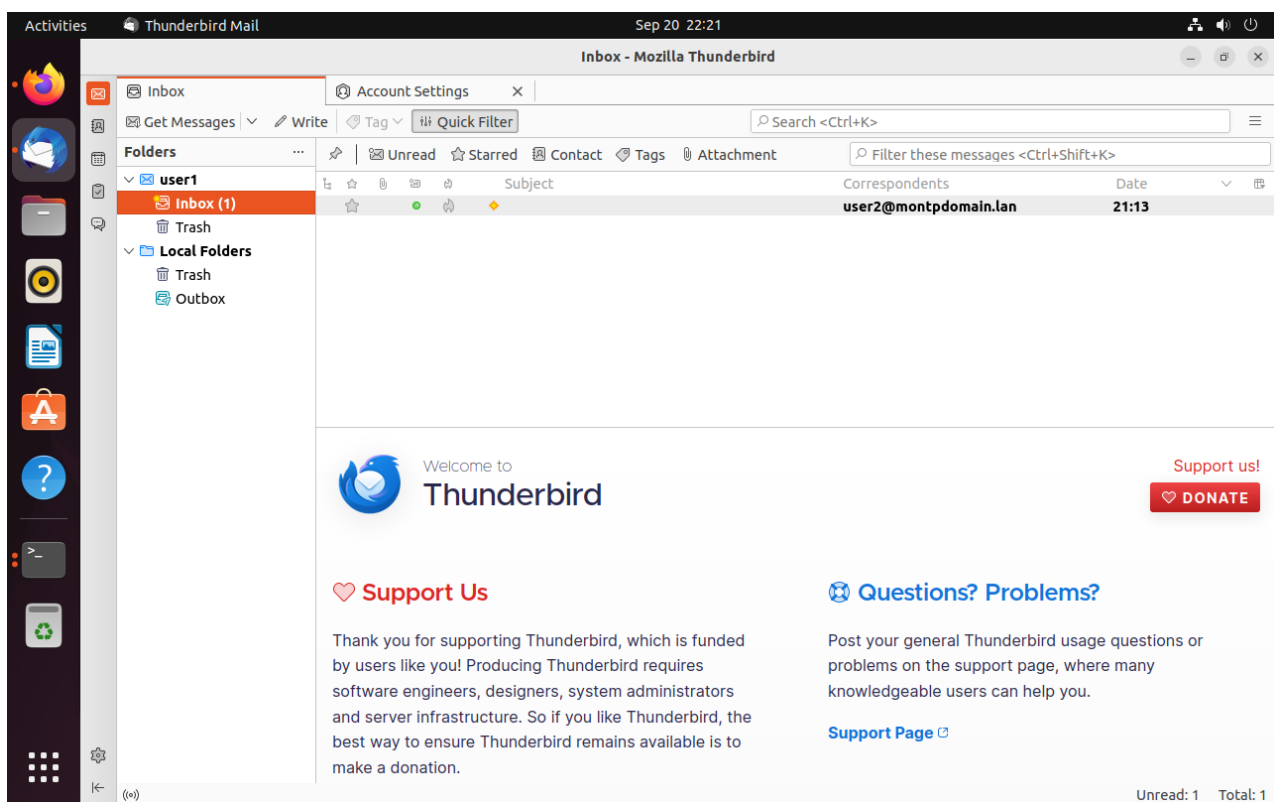 Activities Thunderbird Mail Sep 20 22:21
Inbox - Mozilla Thunderbird
Inbox Account Settings
Get Messages Write Tag Quick Filter Search <Ctrl+K>
Folders ... Unread Starred Contact Tags Attachment Filter these messages <Ctrl+Shift+K>
user1 Subject Correspondents Date
Inbox (1) user2@montpdomain.lan 21:13
Trash
Local Folders
Trash
Outbox
Welcome to
Thunderbird
Support us!
DONATE
Support Us
Thank you for supporting Thunderbird, which is funded
by users like you! Producing Thunderbird requires
software engineers, designers, system administrators
and server infrastructure. So if you like Thunderbird, the
best way to ensure Thunderbird remains available is to
make a donation.
Questions? Problems?
Post your general Thunderbird usage questions or
problems on the support page, where many
knowledgeable users can help you.
Support Page
Unread: 1 Total: 1